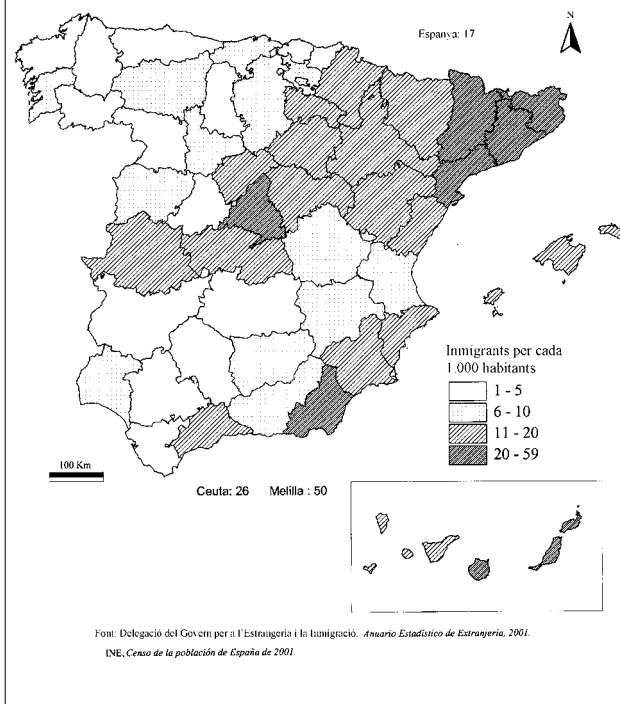 N
Espanya: 17
Inmigrants per cada
1.000 habitants
1 - 5
6 - 10
11 - 20
20 - 59
100 Km
Ceuta: 26 Melilla : 50
Font: Delegació del Govern per a l'Estrangeria i la Inmigració. Anuario Estadístico de Extranjería, 2001.
INE, Censo de la población de España de 2001.